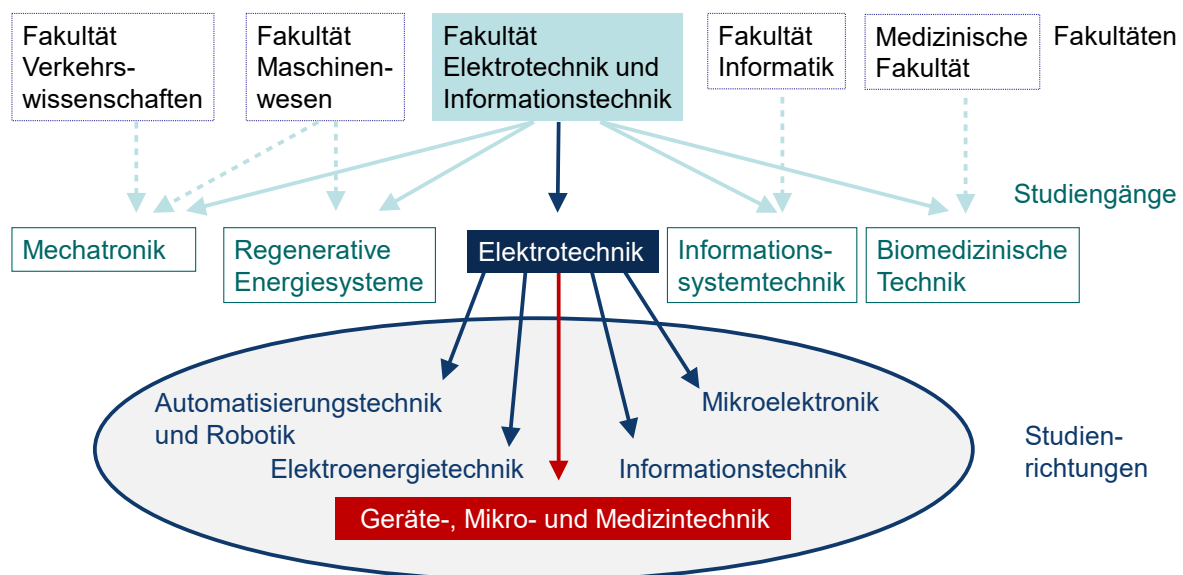 Fakultät
Verkehrs-
wissenschaften
Fakultät
Maschinen-
wesen
Fakultät
Elektrotechnik und
Informationstechnik
Fakultät
Informatik
Medizinische
Fakultät
Fakultäten
Studiengänge
Mechatronik
Regenerative
Energiesysteme
Elektrotechnik
Informations-
systemtechnik
Biomedizinische
Technik
Automatisierungstechnik
und Robotik
Mikroelektronik
Elektroenergietechnik
Informationstechnik
Studien-
richtungen
Geräte-, Mikro- und Medizintechnik